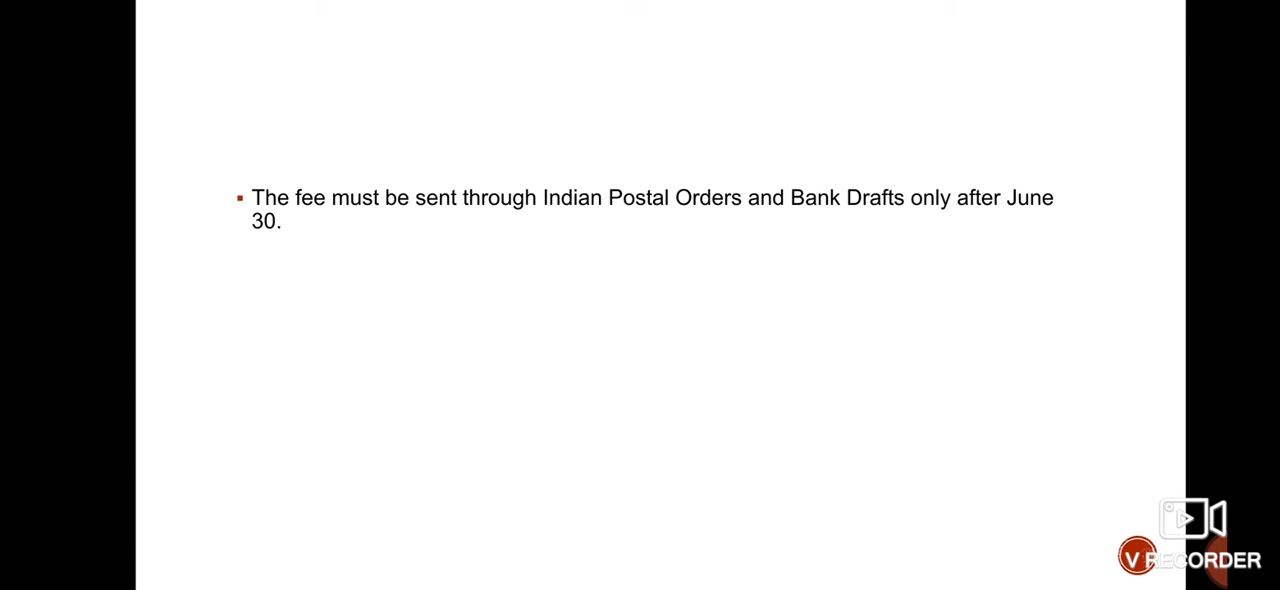 The fee must be sent through Indian Postal Orders and Bank Drafts only after June
30.
V RECORDER